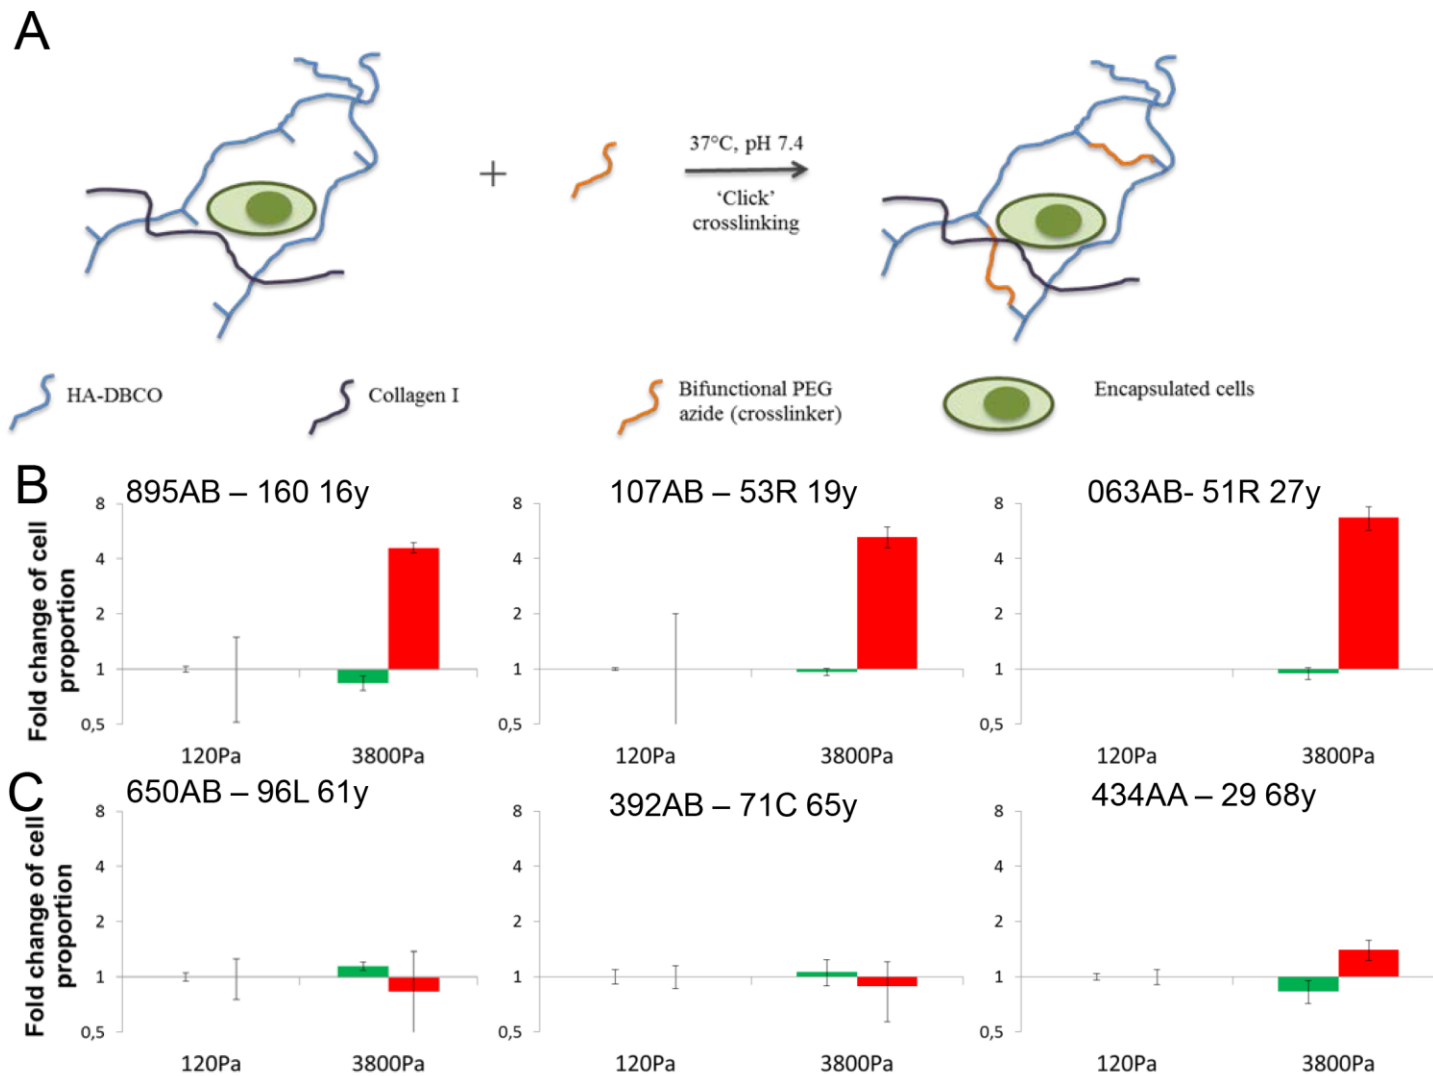 A
+
37°C, pH 7.4
'Click'
crosslinking
HA-DBCO
Collagen I
Bifunctional PEG
azide (crosslinker)
Encapsulated cells
B
895AB – 160 16y
107AB – 53R 19y
063AB- 51R 27y
Fold change of cell
proportion
8
4
2
1
0,5
120Pa
3800Pa
8
4
2
1
0,5
120Pa
3800Pa
8
4
2
1
0,5
120Pa
3800Pa
C
650AB – 96L 61y
392AB – 71C 65y
434AA – 29 68y
Fold change of cell
proportion
8
4
2
1
0,5
120Pa
3800Pa
8
4
2
1
0,5
120Pa
3800Pa
8
4
2
1
0,5
120Pa
3800Pa